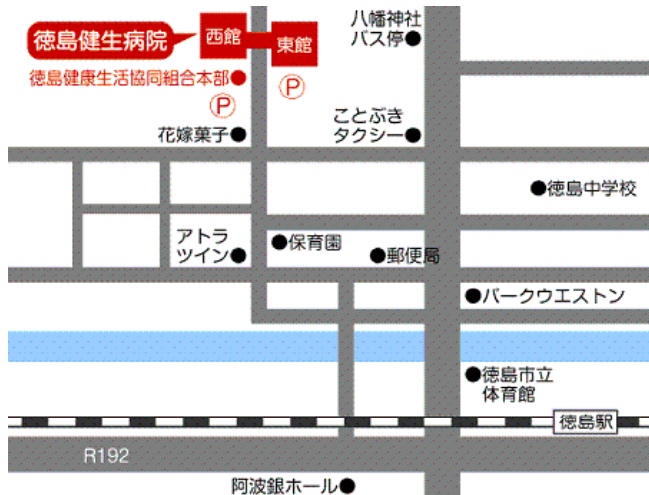 八幡神社
バス停
徳島健生病院
西館
東館
徳島健康生活協同組合本部
P
P
花嫁菓子
ことぶき
タクシー
徳島中学校
アトラ
ツイン
保育園
郵便局
パークウエストン
徳島市立
体育館
徳島駅
R192
阿波銀ホール